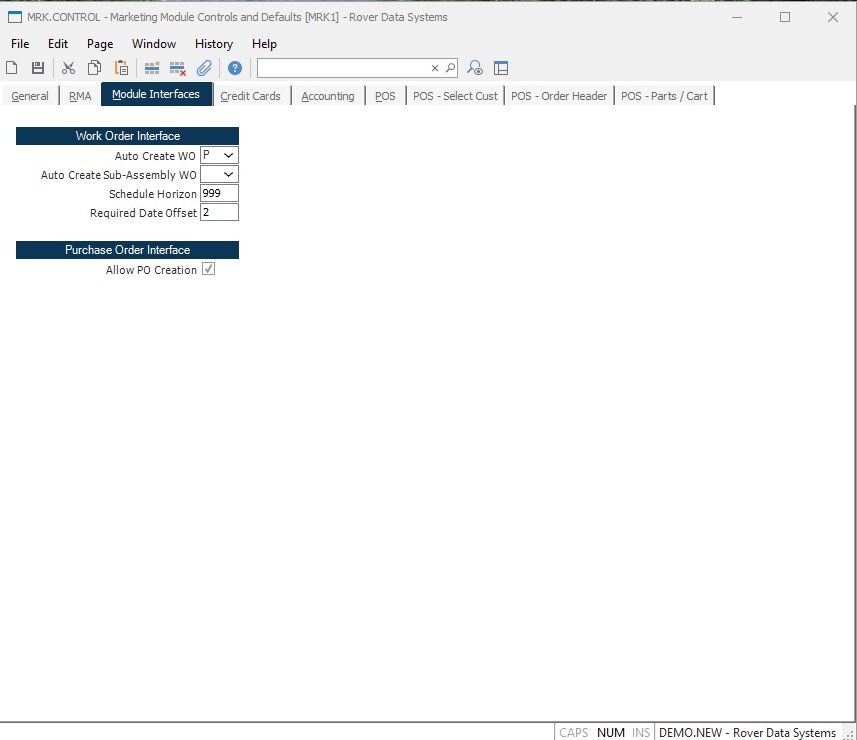 MRK.CONTROL - Marketing Module Controls and Defaults [MRK1] - Rover Data Systems
File Edit Page Window History Help
General RMA Module Interfaces Credit Cards Accounting POS POS - Select Cust POS - Order Header POS - Parts / Cart
Work Order Interface
Auto Create WO P
Auto Create Sub-Assembly WO
Schedule Horizon 999
Required Date Offset 2
Purchase Order Interface
Allow PO Creation
CAPS NUM INS DEMO.NEW - Rover Data Systems